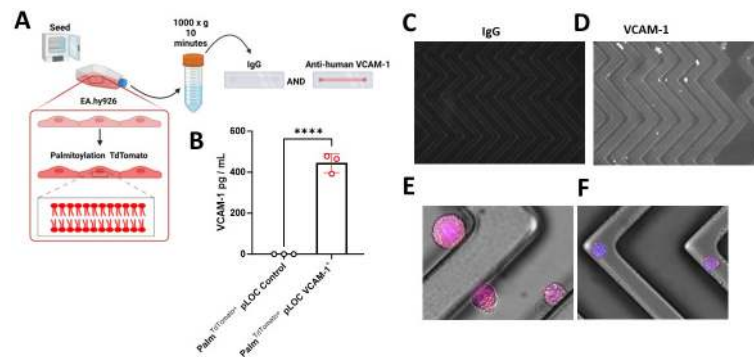 A
Seed
1000 x g
10
minutes
IgG
AND
Anti-human VCAM-1
EA.hy926
Palmitoylation TdTomato
B
VCAM-1 pg / mL
600
400
200
0
****
Palm TdTomato+ pLOC Control
Palm TdTomato+ pLOC VCAM-1+
C
IgG
D
VCAM-1
E
F